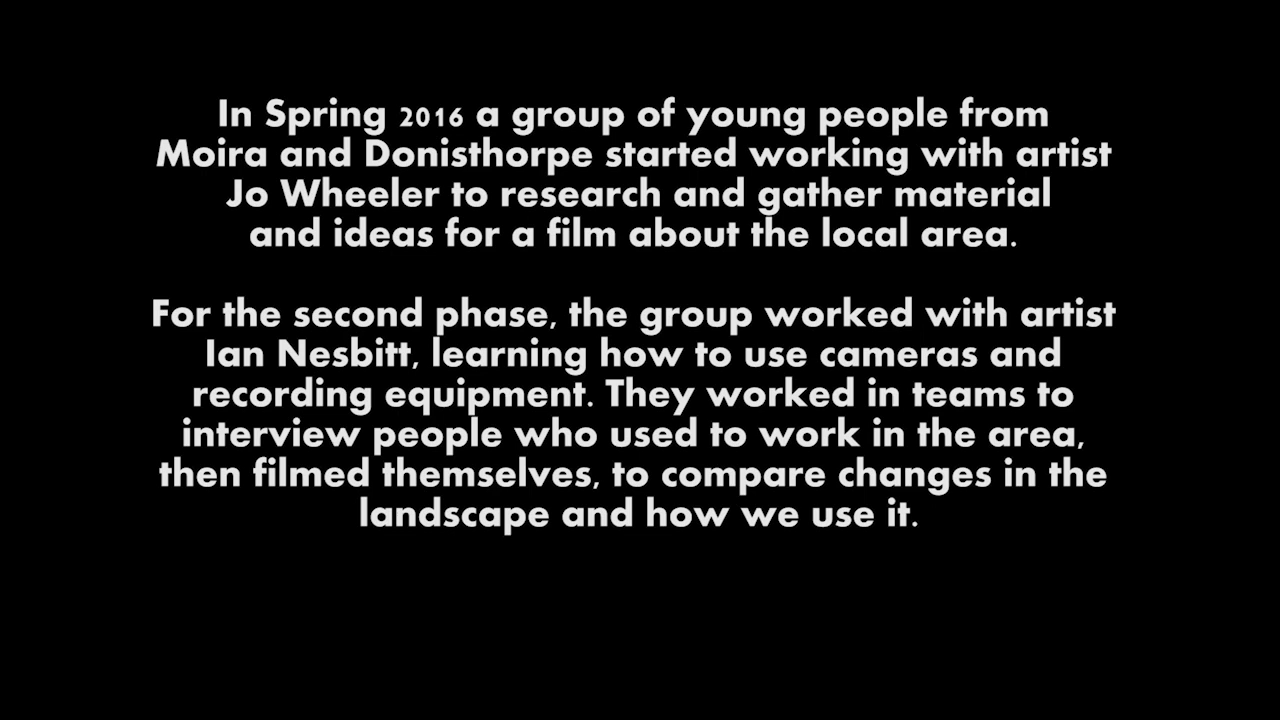 In Spring 2016 a group of young people from
Moira and Donisthorpe started working with artist
Jo Wheeler to research and gather material
and ideas for a film about the local area.
For the second phase, the group worked with artist
Ian Nesbitt, learning how to use cameras and
recording equipment. They worked in teams to
interview people who used to work in the area,
then filmed themselves, to compare changes in the
landscape and how we use it.